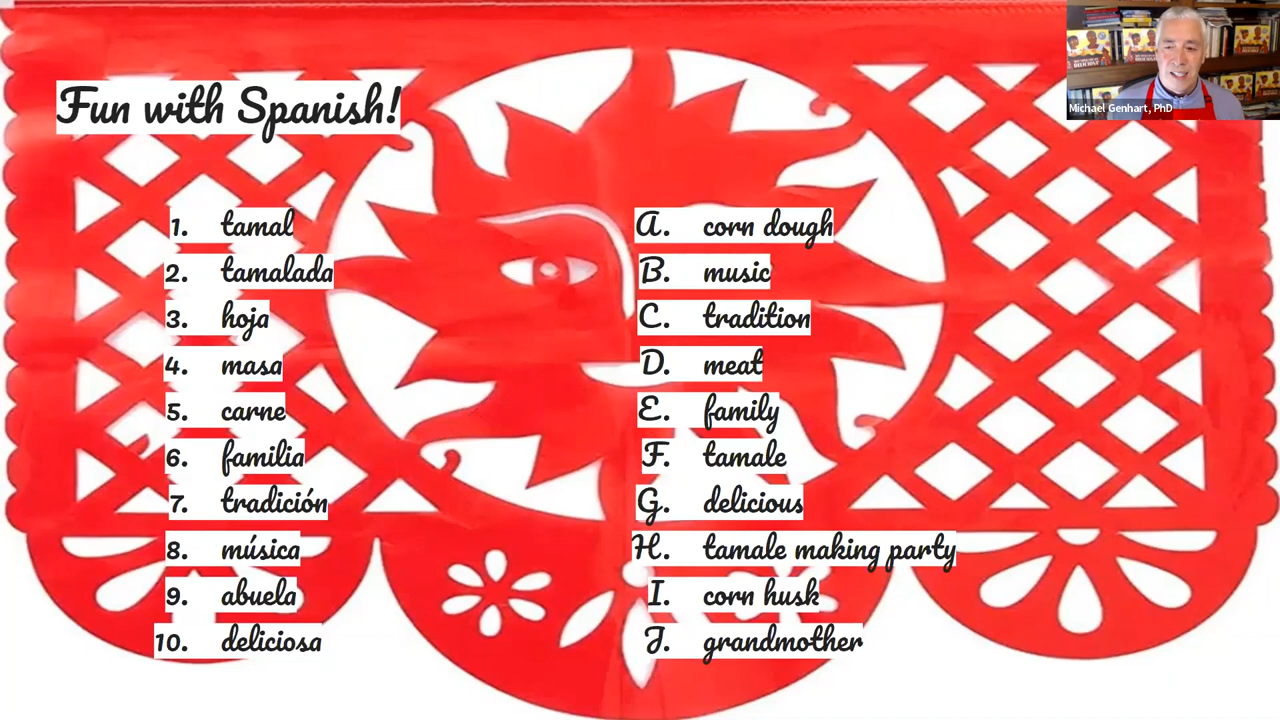 Fun with Spanish!
Michael Genhart, PhD
1. tamal
2. tamalada
3. hoja
4. masa
5. carne
6. familia
7. tradición
8. música
9. abuela
10. deliciosa
A. corn dough
B. music
C. tradition
D. meat
E. family
F. tamale
G. delicious
H. tamale making party
I. corn husk
J. grandmother